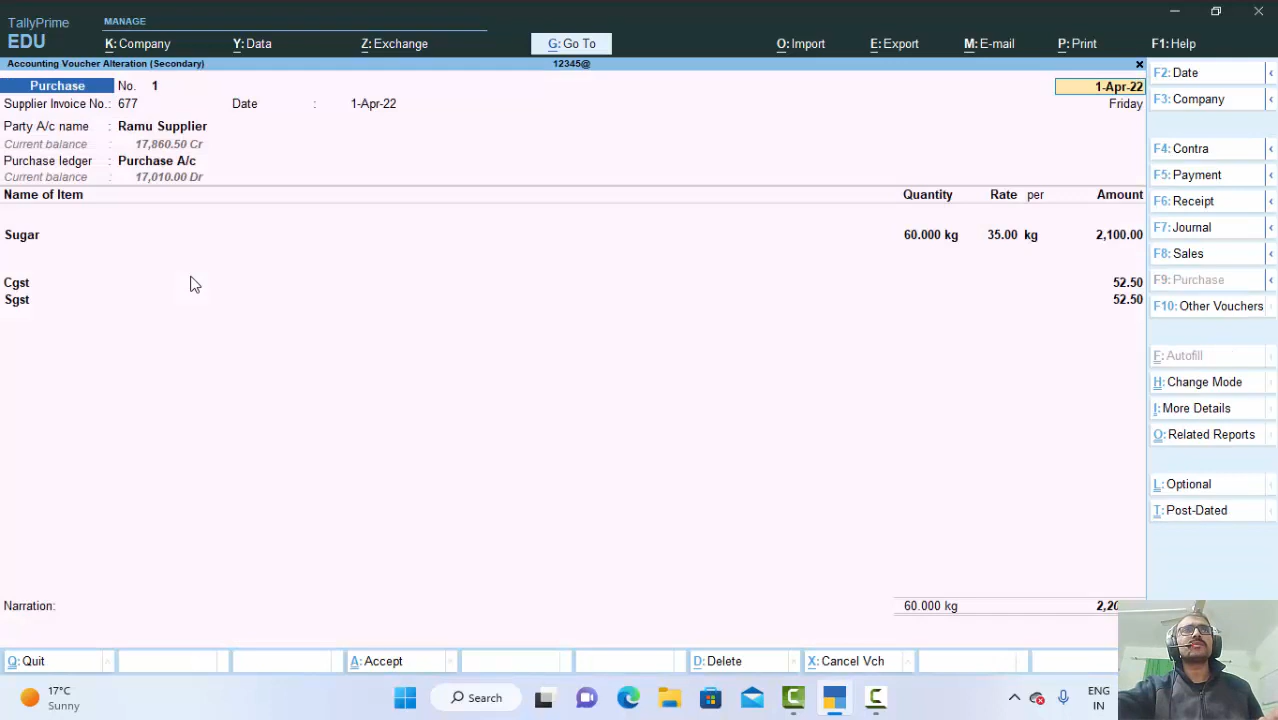 TallyPrime MANAGE
EDU K: Company Y: Data Z: Exchange G: Go To O: Import E: Export M: E-mail P: Print F1: Help
Accounting Voucher Alteration (Secondary) 12345@ ×
Purchase No. 1 1-Apr-22
Supplier Invoice No.: 677 Date : 1-Apr-22 Friday
Party A/c name : Ramu Supplier
Current balance : 17,860.50 Cr
Purchase ledger : Purchase A/c
Current balance : 17,010.00 Dr
Name of Item Quantity Rate per Amount
Sugar 60.000 kg 35.00 kg 2,100.00
Cgst 52.50
Sgst 52.50
Narration: 60.000 kg
Q: Quit A: Accept D: Delete X: Cancel Vch
F2: Date
F3: Company
F4: Contra
F5: Payment
F6: Receipt
F7: Journal
F8: Sales
F9: Purchase
F10: Other Vouchers
F: Autofill
H: Change Mode
I: More Details
O: Related Reports
L: Optional
T: Post-Dated
17°C
Sunny
Search
ENG
IN